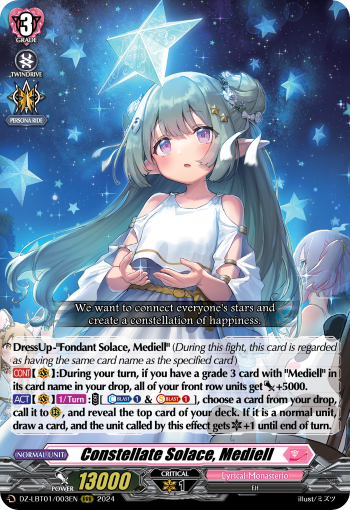 3
GRADE
TWINDRIVE
PERSONA RIDE
We want to connect everyone's stars and
create a constellation of happiness.
DressUp-"Fondant Solace, Mediell" (During this fight, this card is regarded
as having the same card name as the specified card)
CONT【】:During your turn, if you have a grade 3 card with "Mediell" in
its card name in your drop, all of your front row units get +5000.
ACT【】1/Turn:【BLAST 1 & BLAST 1】, choose a card from your drop,
call it to, and reveal the top card of your deck. If it is a normal unit,
draw a card, and the unit called by this effect gets +1 until end of turn.
NORMAL UNIT
Constellate Solace, Mediell
Lyrical Monasterio
POWER 13000 CRITICAL 1 Elf
DZ-LBT01/003EN RRR 2024 illust/ミズツ